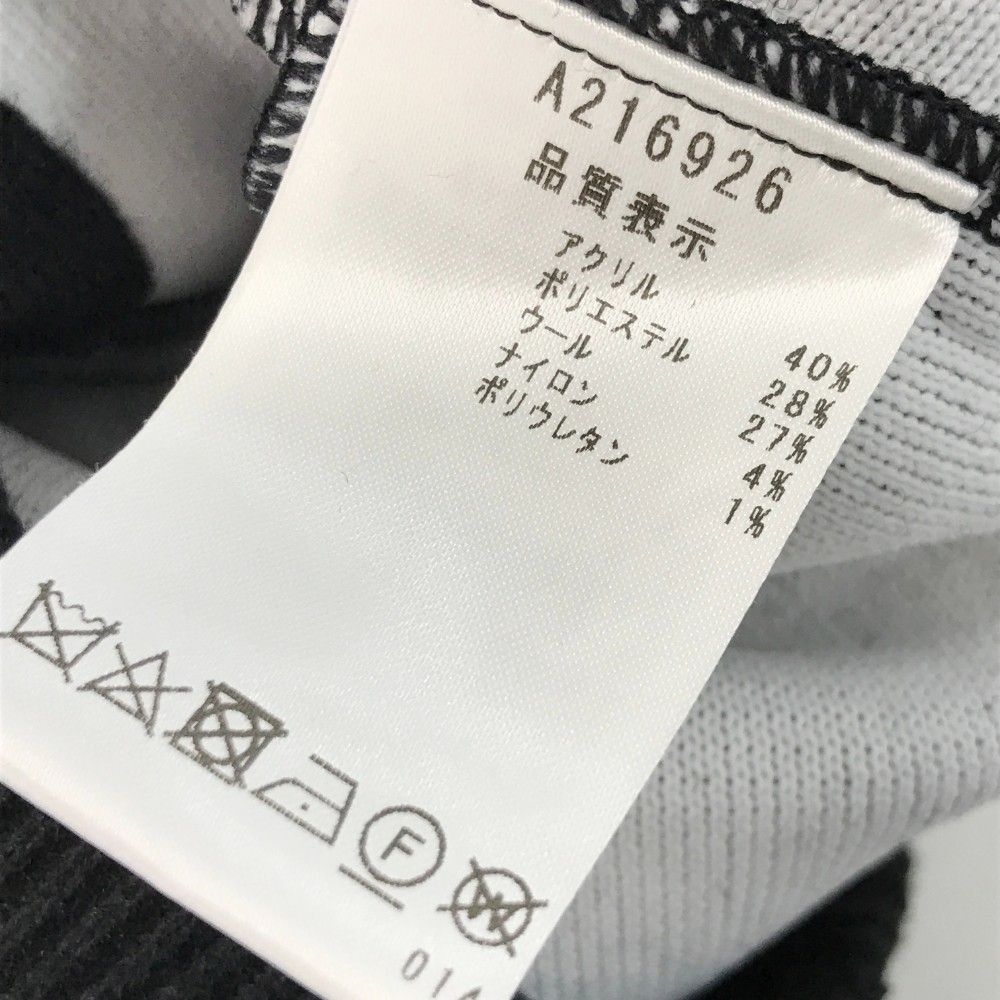 A216926
品質表示
アクリル 40%
ポリエステル 28%
ウール 27%
ナイロン 4%
ポリウレタン 1%
F W